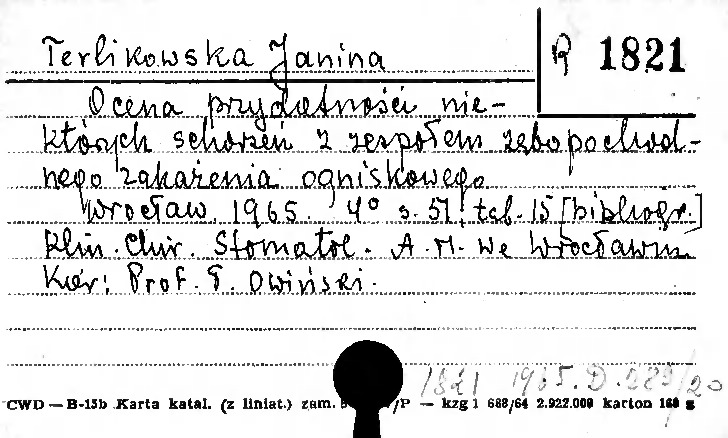 Terlikowska Janina
R 1821
Ocena przydatności nie-
których schorzeń z zespołem zębopochod-
nego zakażenia ogniskowego
Wrocław 1965 4° s. 51, tab. 15 [bibliogr.]
Klin. Chir. Stomatol. A. M. we Wrocławiu
Kier: Prof. T. Owiński.
1821 1965. D. 283/20
CWD — B-15b Karta katal. (z liniat.) zam. /P — kzg 1 688/64 2.922.000 karton 160 g